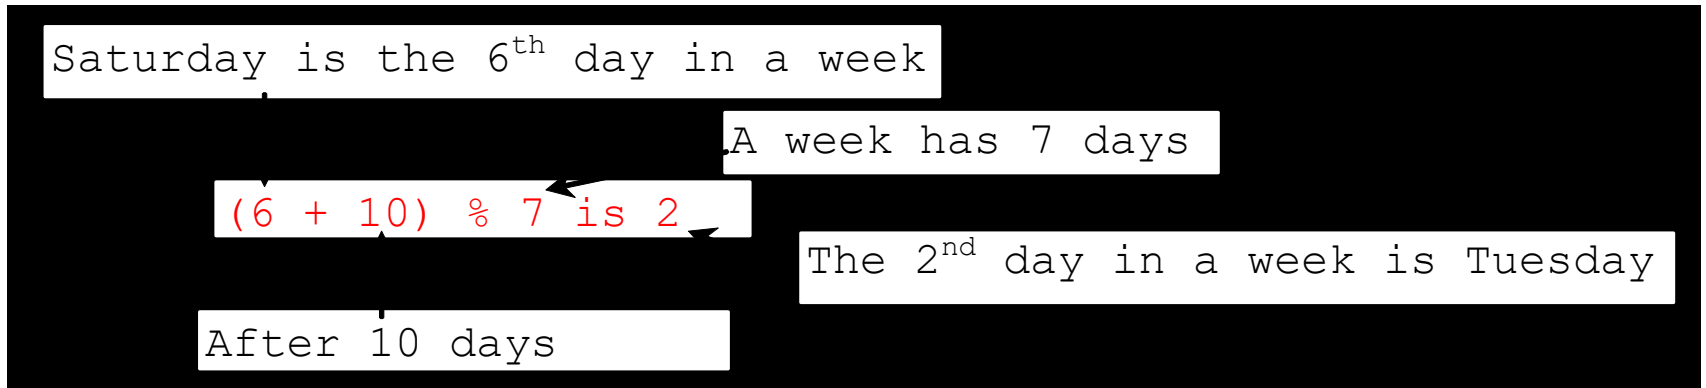 Saturday is the 6th day in a week
A week has 7 days
(6 + 10) % 7 is 2
The 2nd day in a week is Tuesday
After 10 days